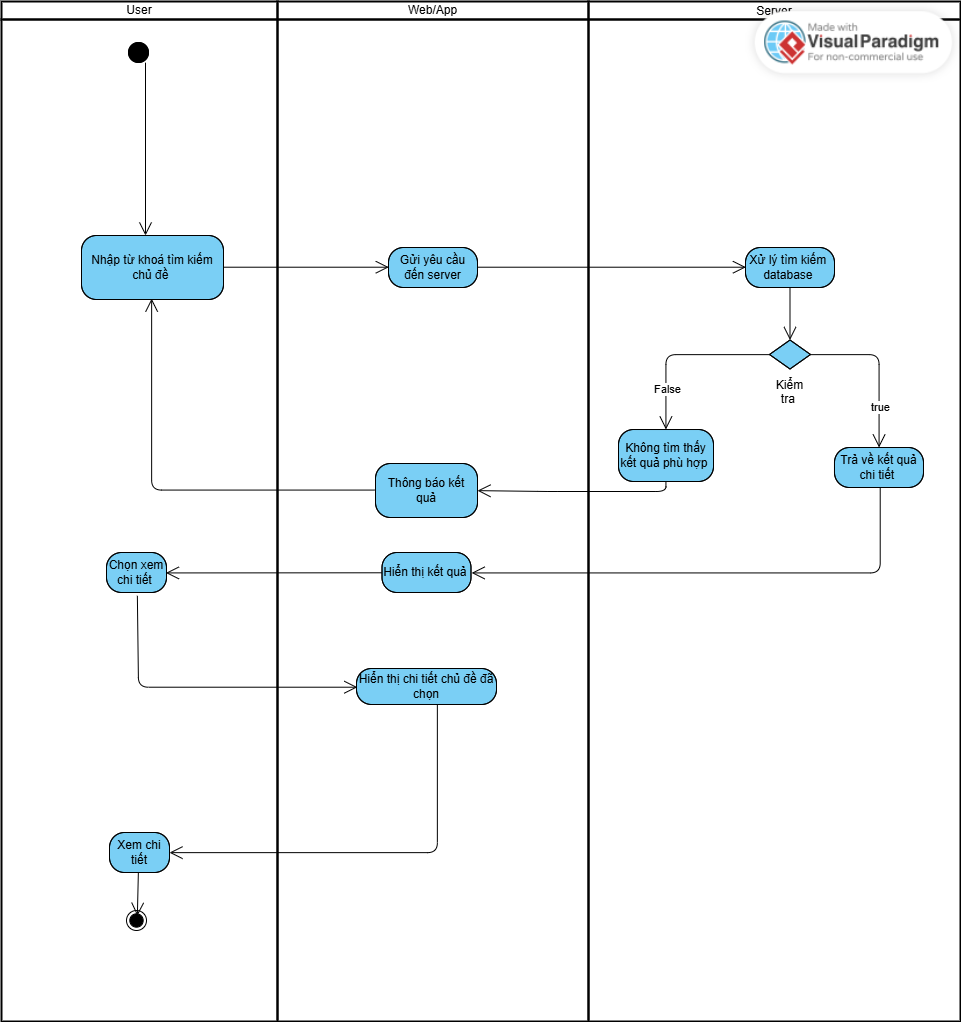 User
Web/App
Server
Made with
VisualParadigm
For non-commercial use
Nhập từ khoá tìm kiếm
chủ đề
Gửi yêu cầu
đến server
Xử lý tìm kiếm
database
Kiểm
tra
False
true
Không tìm thấy
kết quả phù hợp
Trả về kết quả
chi tiết
Thông báo kết
quả
Chọn xem
chi tiết
Hiển thị kết quả
Hiển thị chi tiết chủ đề đã
chọn
Xem chi
tiết